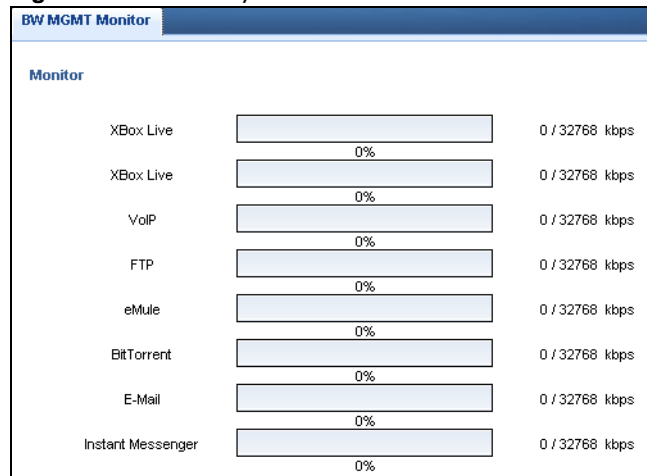 BW MGMT Monitor
Monitor
XBox Live 0 / 32768 kbps
0%
XBox Live 0 / 32768 kbps
0%
VoIP 0 / 32768 kbps
0%
FTP 0 / 32768 kbps
0%
eMule 0 / 32768 kbps
0%
BitTorrent 0 / 32768 kbps
0%
E-Mail 0 / 32768 kbps
0%
Instant Messenger 0 / 32768 kbps
0%